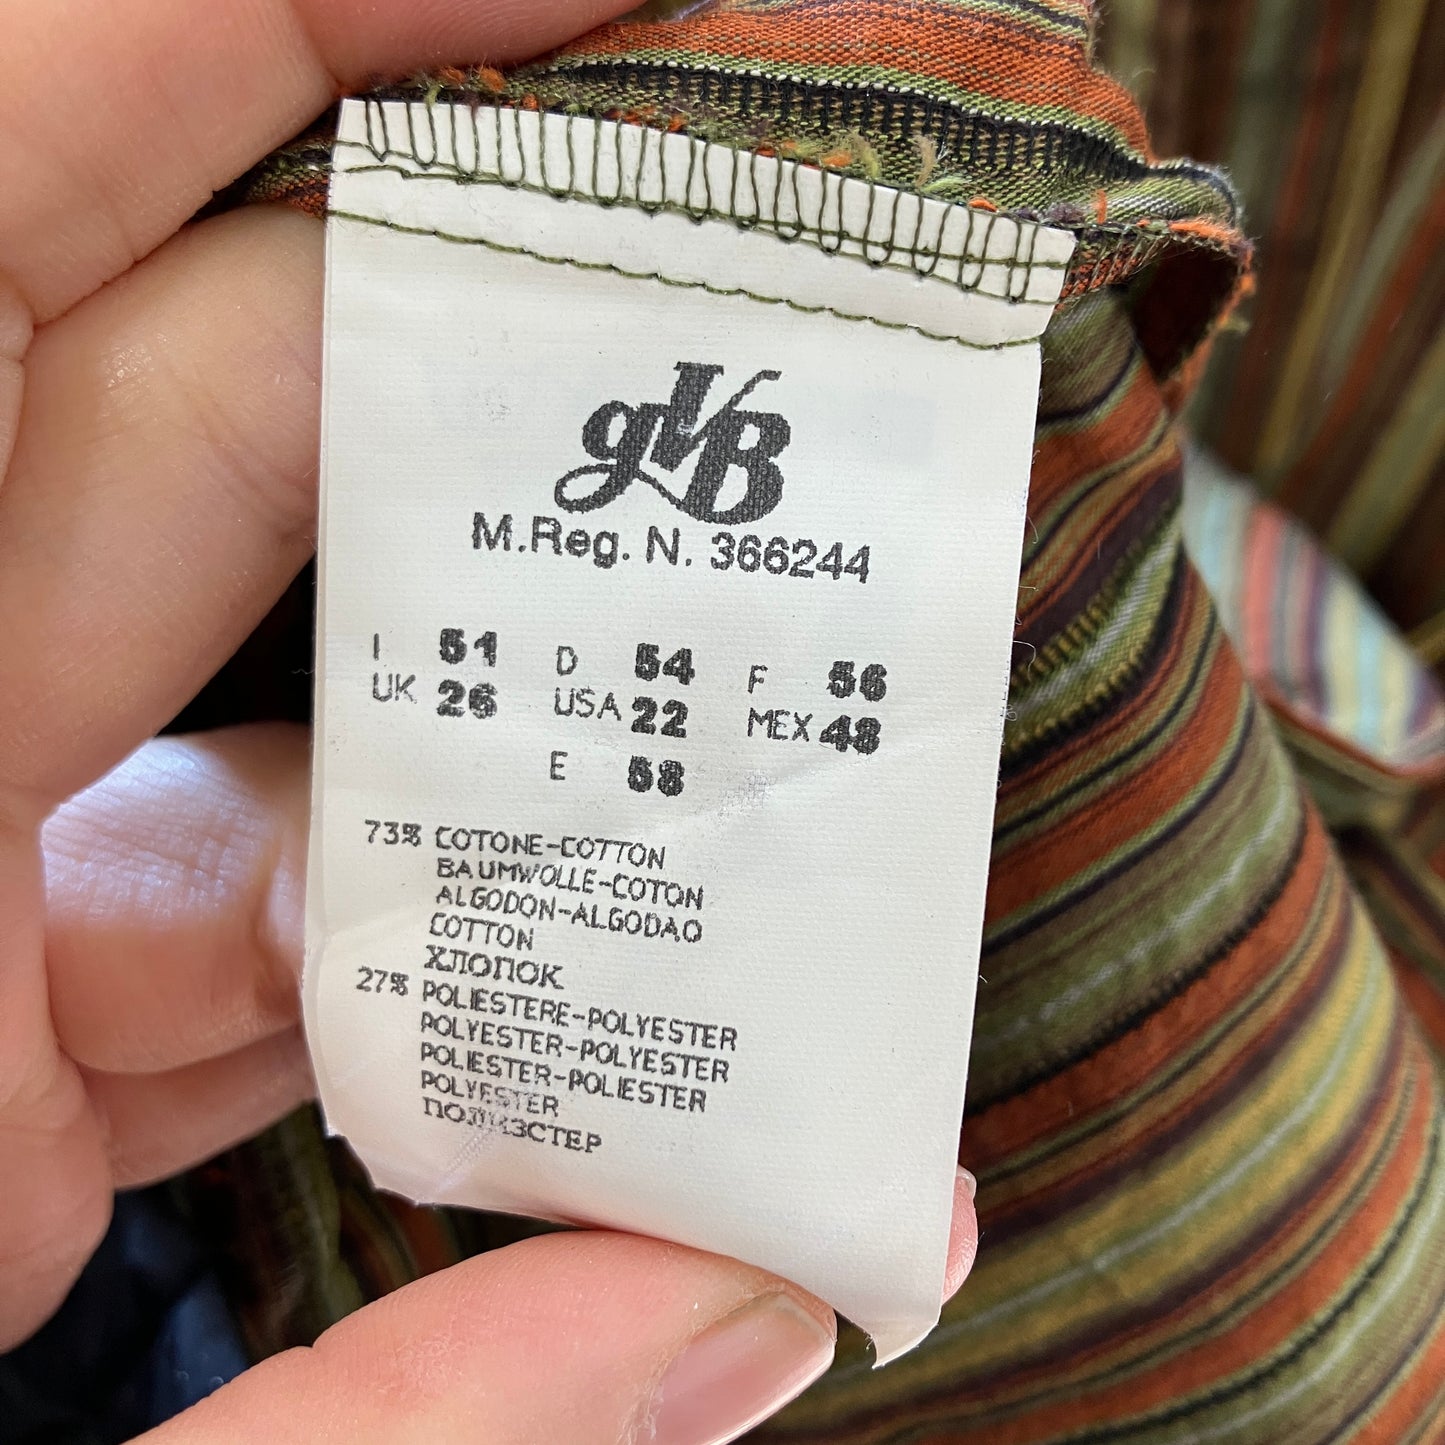 gIB
M.Reg. N. 366244
I 51 D 54 F 56
UK 26 USA 22 MEX 48
E 58
73% COTONE-COTTON
BAUMWOLLE-COTON
ALGODON-ALGODAO
COTTON
ХЛОПОК
27% POLIESTERE-POLYESTER
POLYESTER-POLYESTER
POLIESTER-POLIESTER
POLYESTER
ПОЛИЭСТЕР